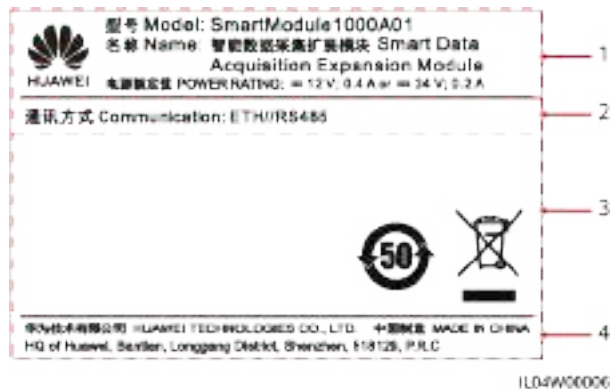 型号 Model: SmartModule1000A01
名称 Name: 智能数据采集扩展模块 Smart Data
Acquisition Expansion Module
HUAWEI
电源额定值 POWER RATING: ⎓ 12 V; 0.4 A or ⎓ 24 V; 0.2 A
通讯方式 Communication: ETH//RS485
50
华为技术有限公司 HUAWEI TECHNOLOGIES CO., LTD. 中国制造 MADE IN CHINA
HQ of Huawei, Bantian, Longgang District, Shenzhen, 518129, P.R.C
1
2
3
4
IL04W00006